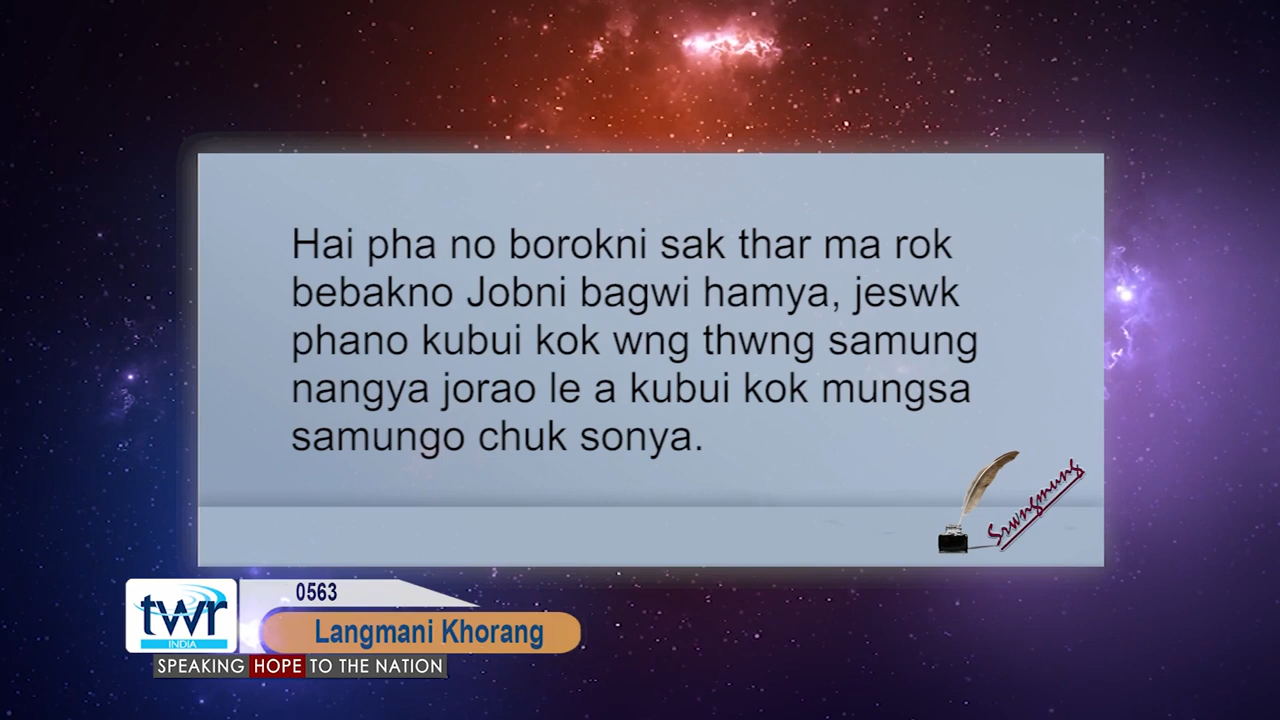 Hai pha no borokni sak thar ma rok
bebakno Jobni bagwi hamya, jeswk
phano kubui kok wng thwng samung
nangya jorao le a kubui kok mungsa
samungo chuk sonya.
Srwngmung
0563
twr
INDIA
Langmani Khorang
SPEAKING HOPE TO THE NATION